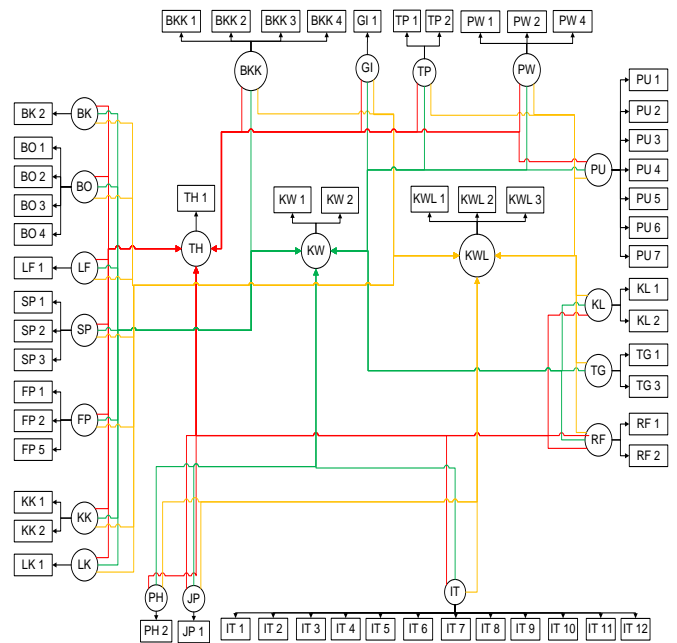 BKK 1 BKK 2 BKK 3 BKK 4 GI 1 TP 1 TP 2 PW 1 PW 2 PW 4
BKK GI TP PW
PU 1
PU 2
PU 3
PU 4
PU 5
PU 6
PU 7
PU
BK 2 BK
BO 1
BO 2
BO 3
BO 4
BO
LF 1 LF
SP 1
SP 2
SP 3
SP
FP 1
FP 2
FP 5
FP
KK 1
KK 2
KK
LK 1 LK
TH 1
TH
KW 1 KW 2
KW
KWL 1 KWL 2 KWL 3
KWL
KL 1
KL 2
KL
TG 1
TG 3
TG
RF 1
RF 2
RF
PH JP IT
PH 2 JP 1
IT 1 IT 2 IT 3 IT 4 IT 5 IT 6 IT 7 IT 8 IT 9 IT 10 IT 11 IT 12